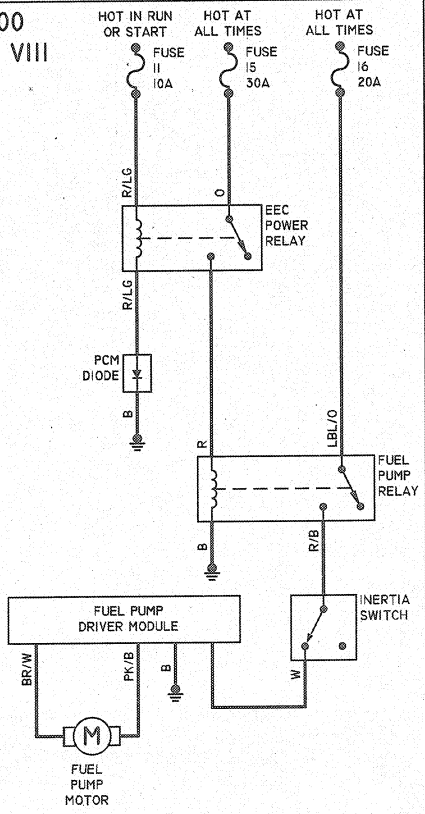 00
VIII
HOT IN RUN
OR START
HOT AT
ALL TIMES
HOT AT
ALL TIMES
FUSE
11
10A
FUSE
15
30A
FUSE
16
20A
R/LG
O
EEC
POWER
RELAY
R/LG
PCM
DIODE
B
R
LBL/O
FUEL
PUMP
RELAY
B
R/B
FUEL PUMP
DRIVER MODULE
INERTIA
SWITCH
BR/W
PK/B
B
W
M
FUEL
PUMP
MOTOR